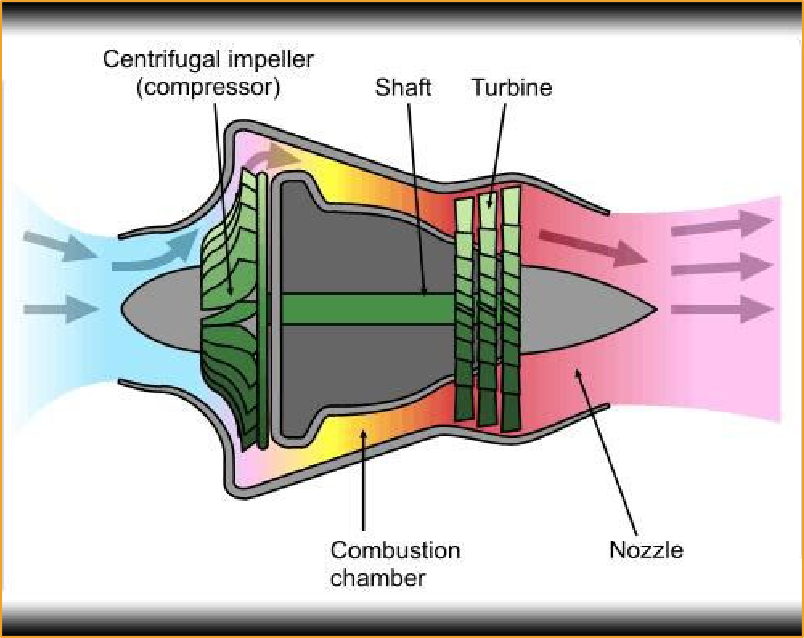 Centrifugal impeller
(compressor)
Shaft
Turbine
Combustion
chamber
Nozzle